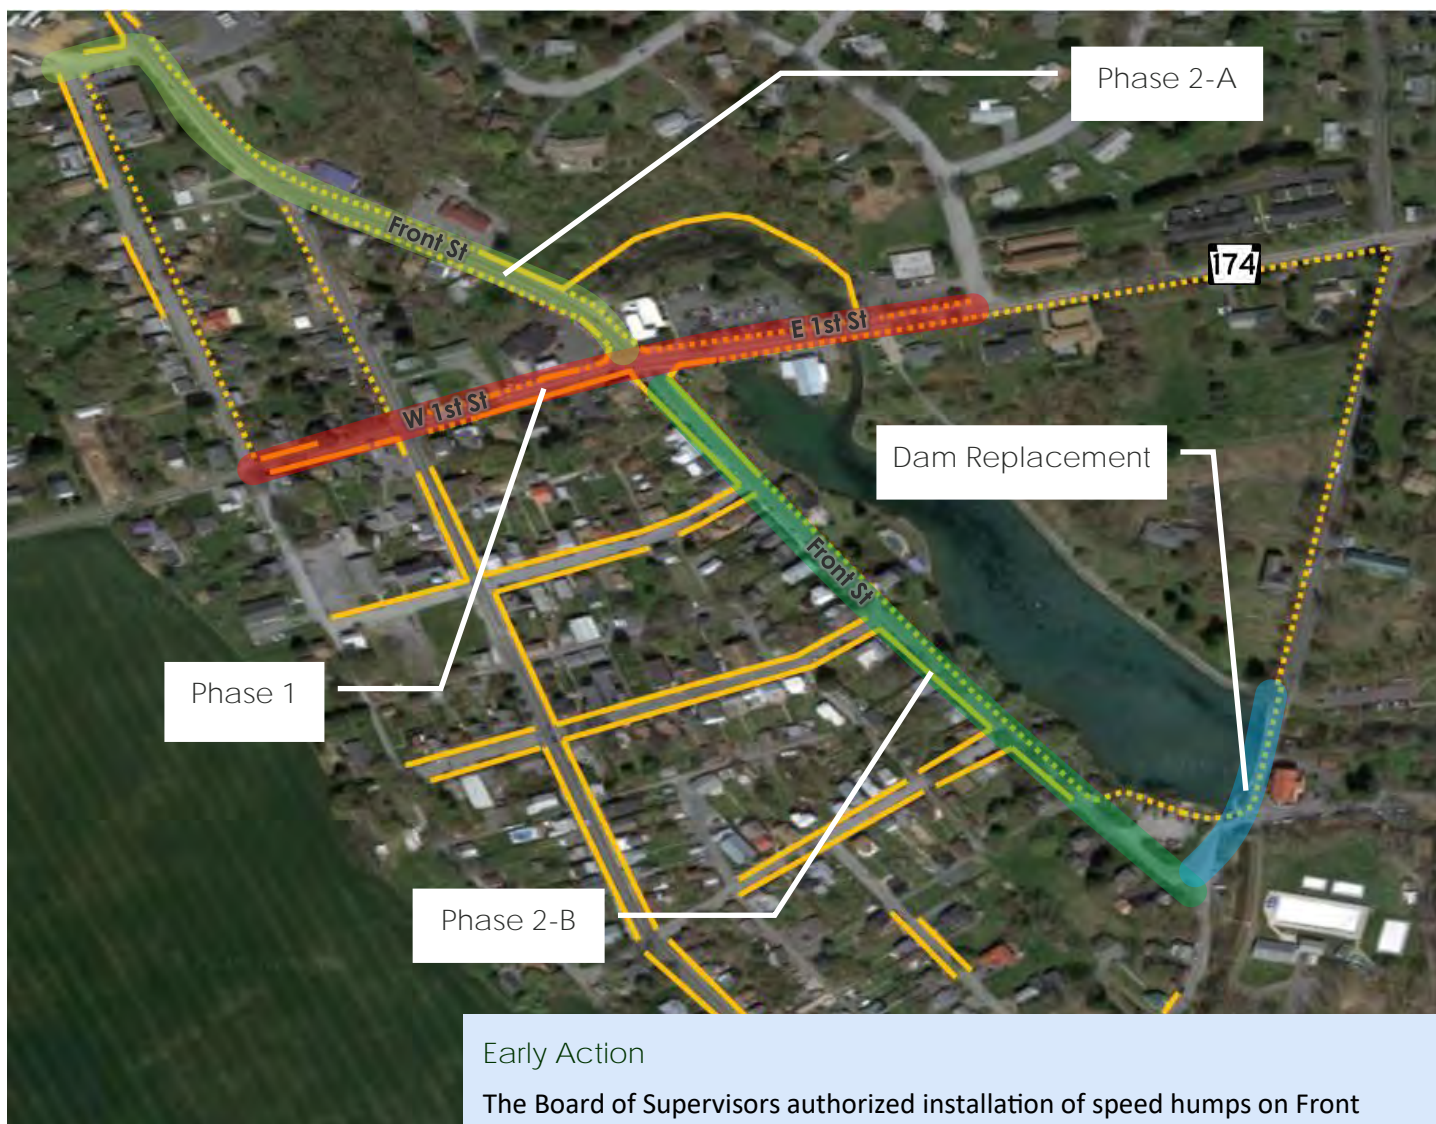 Phase 2-A
Front St
174
E 1st St
W 1st St
Dam Replacement
Front St
Phase 1
Phase 2-B
Early Action
The Board of Supervisors authorized installation of speed humps on Front